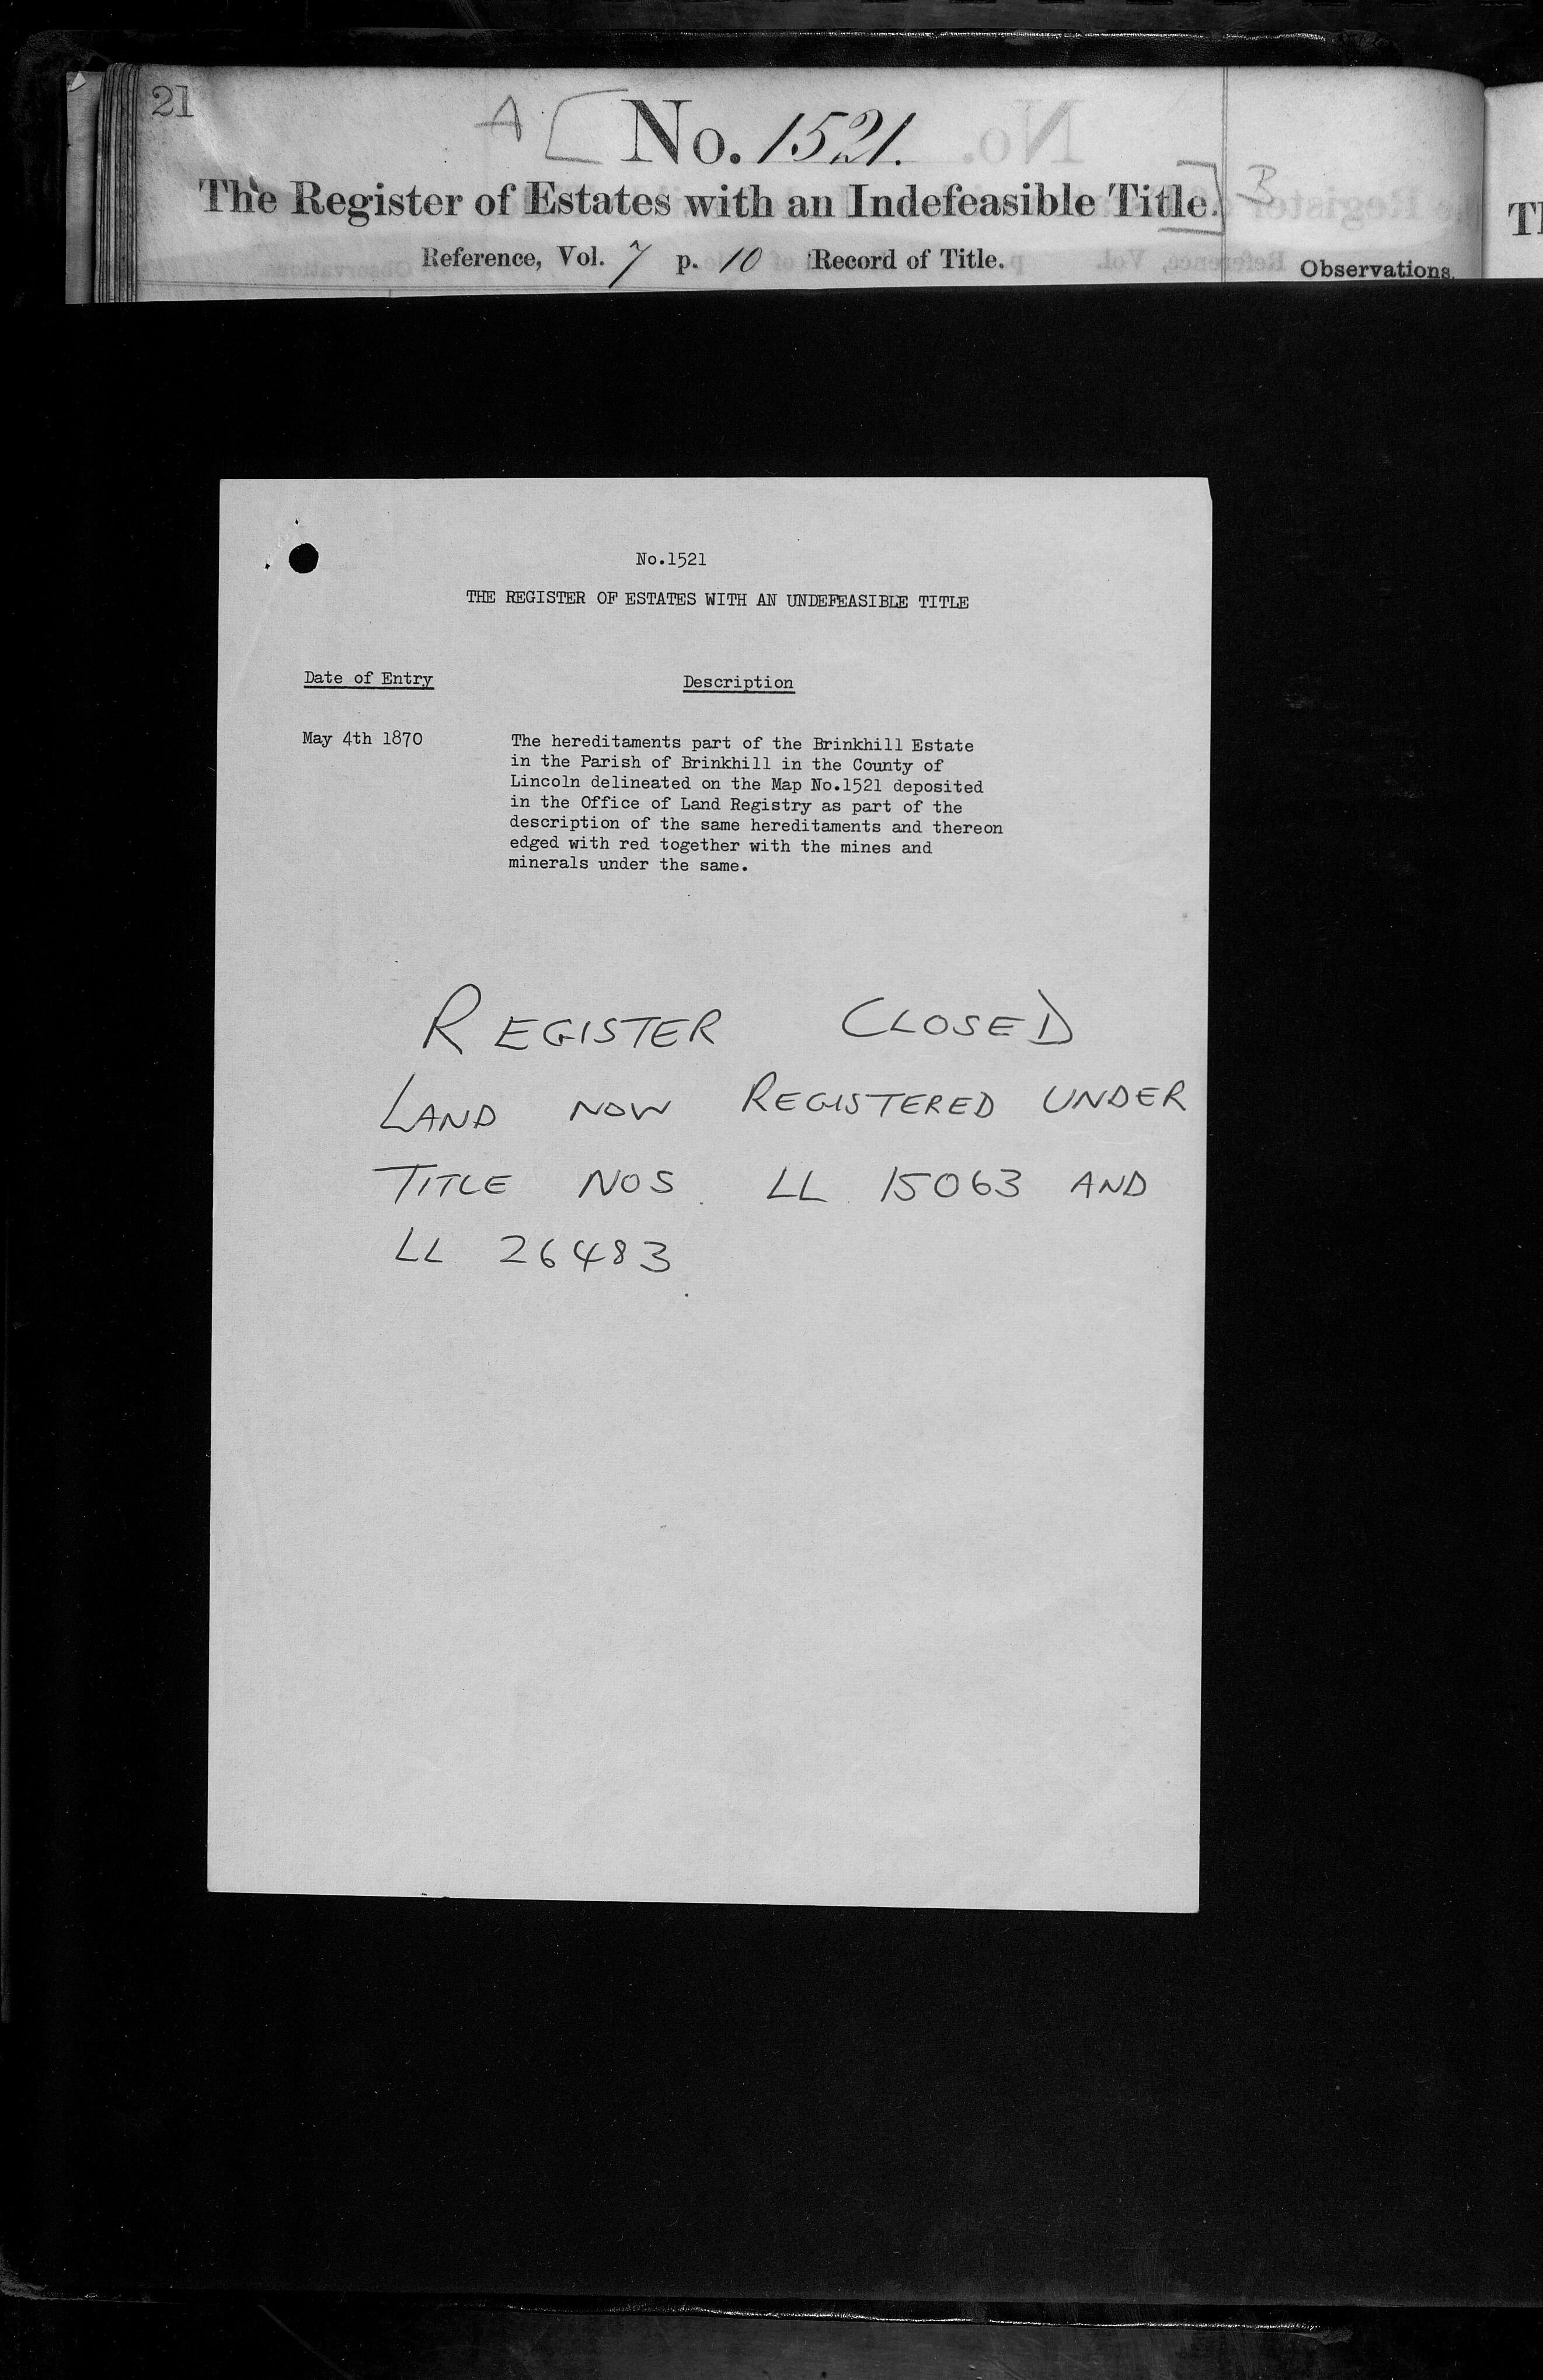 21
A [ No. 1521.
The Register of Estates with an Indefeasible Title.] B
Reference, Vol. 7 p. 10 Record of Title.
Observations.
No.1521
THE REGISTER OF ESTATES WITH AN UNDEFEASIBLE TITLE
Date of Entry Description
May 4th 1870 The hereditaments part of the Brinkhill Estate
in the Parish of Brinkhill in the County of
Lincoln delineated on the Map No.1521 deposited
in the Office of Land Registry as part of the
description of the same hereditaments and thereon
edged with red together with the mines and
minerals under the same.
REGISTER CLOSED
LAND NOW REGISTERED UNDER
TITLE NOS. LL 15063 AND
LL 26483